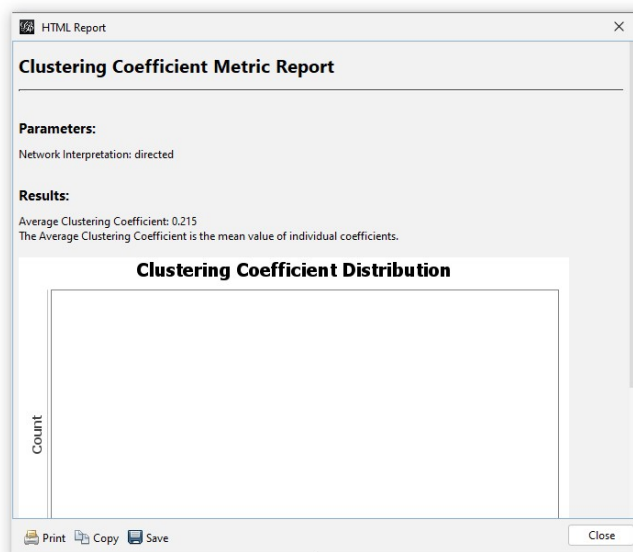 HTML Report
Clustering Coefficient Metric Report
Parameters:
Network Interpretation: directed
Results:
Average Clustering Coefficient: 0.215
The Average Clustering Coefficient is the mean value of individual coefficients.
Clustering Coefficient Distribution
Count
Print Copy Save Close